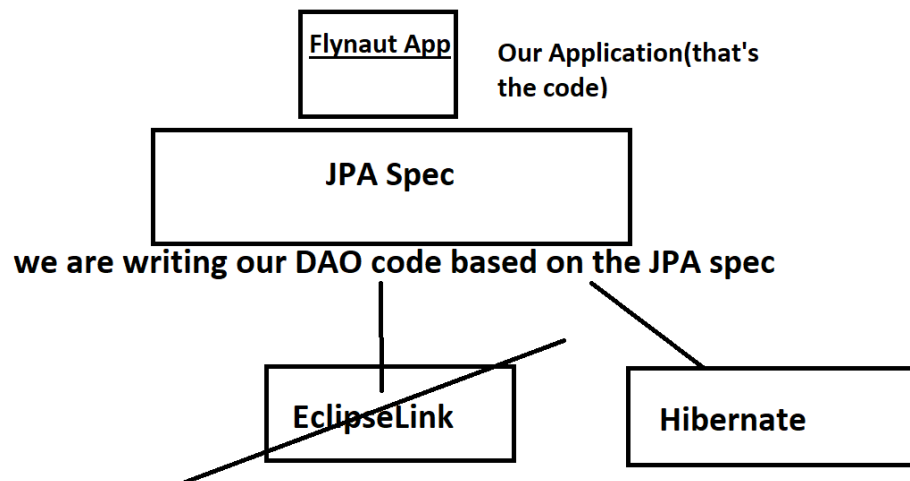 Flynaut App
Our Application(that's
the code)
JPA Spec
we are writing our DAO code based on the JPA spec
EclipseLink
Hibernate